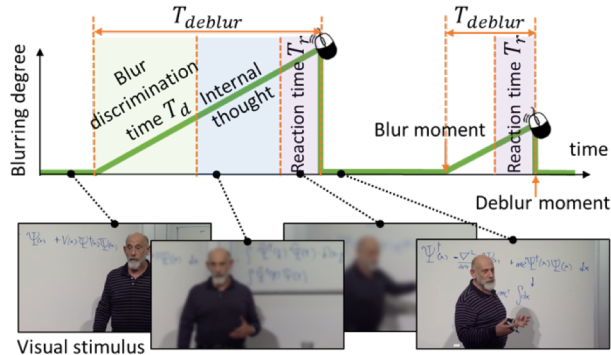 T_deblur
T_deblur
Blurring degree
Blur
discrimination
time T_d
Internal
thought
Reaction time T_r
Blur moment
Reaction time T_r
time
Deblur moment
Visual stimulus